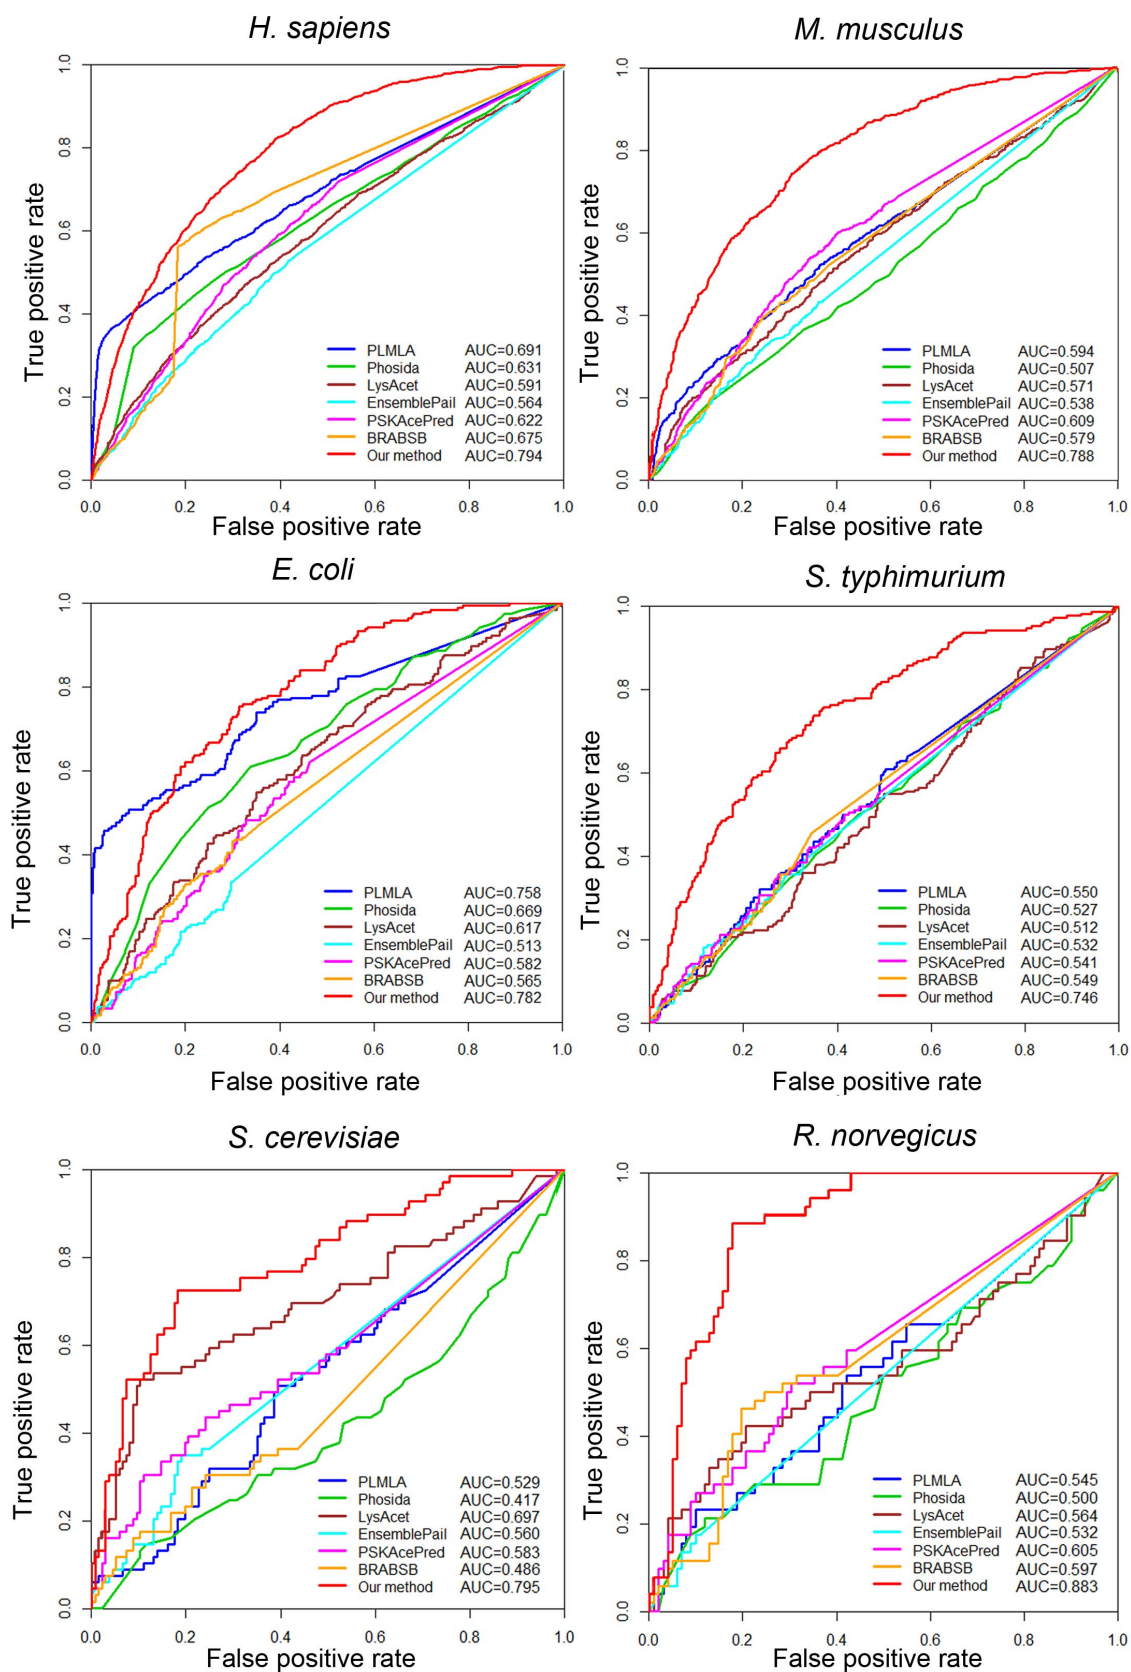 H. sapiens
True positive rate
1.0
0.8
0.6
0.4
0.2
0.0
PLMLA AUC=0.691
Phosida AUC=0.631
LysAcet AUC=0.591
EnsemblePail AUC=0.564
PSKAcePred AUC=0.622
BRABSB AUC=0.675
Our method AUC=0.794
0.0 0.2 0.4 0.6 0.8 1.0
False positive rate
M. musculus
True positive rate
1.0
0.8
0.6
0.4
0.2
0.0
PLMLA AUC=0.594
Phosida AUC=0.507
LysAcet AUC=0.571
EnsemblePail AUC=0.538
PSKAcePred AUC=0.609
BRABSB AUC=0.579
Our method AUC=0.788
0.0 0.2 0.4 0.6 0.8 1.0
False positive rate
E. coli
True positive rate
1.0
0.8
0.6
0.4
0.2
0.0
PLMLA AUC=0.758
Phosida AUC=0.669
LysAcet AUC=0.617
EnsemblePail AUC=0.513
PSKAcePred AUC=0.582
BRABSB AUC=0.565
Our method AUC=0.782
0.0 0.2 0.4 0.6 0.8 1.0
False positive rate
S. typhimurium
True positive rate
1.0
0.8
0.6
0.4
0.2
0.0
PLMLA AUC=0.550
Phosida AUC=0.527
LysAcet AUC=0.512
EnsemblePail AUC=0.532
PSKAcePred AUC=0.541
BRABSB AUC=0.549
Our method AUC=0.746
0.0 0.2 0.4 0.6 0.8 1.0
False positive rate
S. cerevisiae
True positive rate
1.0
0.8
0.6
0.4
0.2
0.0
PLMLA AUC=0.529
Phosida AUC=0.417
LysAcet AUC=0.697
EnsemblePail AUC=0.560
PSKAcePred AUC=0.583
BRABSB AUC=0.486
Our method AUC=0.795
0.0 0.2 0.4 0.6 0.8 1.0
False positive rate
R. norvegicus
True positive rate
1.0
0.8
0.6
0.4
0.2
0.0
PLMLA AUC=0.545
Phosida AUC=0.500
LysAcet AUC=0.564
EnsemblePail AUC=0.532
PSKAcePred AUC=0.605
BRABSB AUC=0.597
Our method AUC=0.883
0.0 0.2 0.4 0.6 0.8 1.0
False positive rate